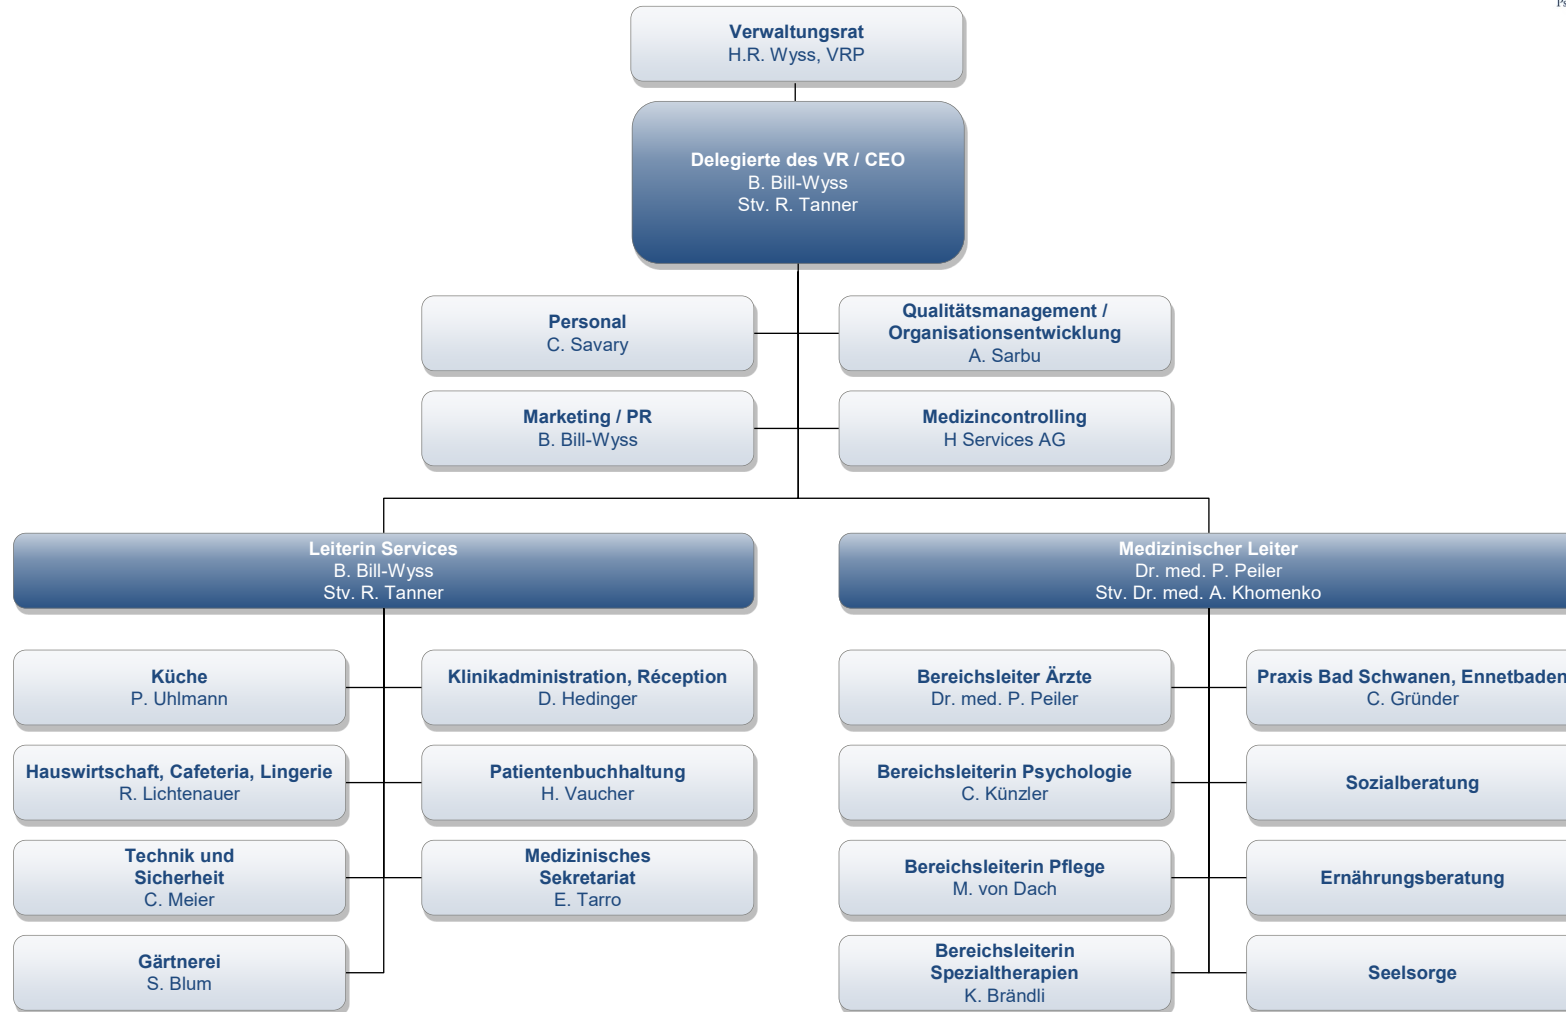 Ps
Verwaltungsrat
H.R. Wyss, VRP
Delegierte des VR / CEO
B. Bill-Wyss
Stv. R. Tanner
Personal
C. Savary
Qualitätsmanagement /
Organisationsentwicklung
A. Sarbu
Marketing / PR
B. Bill-Wyss
Medizincontrolling
H Services AG
Leiterin Services
B. Bill-Wyss
Stv. R. Tanner
Medizinischer Leiter
Dr. med. P. Peiler
Stv. Dr. med. A. Khomenko
Küche
P. Uhlmann
Klinikadministration, Réception
D. Hedinger
Bereichsleiter Ärzte
Dr. med. P. Peiler
Praxis Bad Schwanen, Ennetbaden
C. Gründer
Hauswirtschaft, Cafeteria, Lingerie
R. Lichtenauer
Patientenbuchhaltung
H. Vaucher
Bereichsleiterin Psychologie
C. Künzler
Sozialberatung
Technik und
Sicherheit
C. Meier
Medizinisches
Sekretariat
E. Tarro
Bereichsleiterin Pflege
M. von Dach
Ernährungsberatung
Gärtnerei
S. Blum
Bereichsleiterin
Spezialtherapien
K. Brändli
Seelsorge